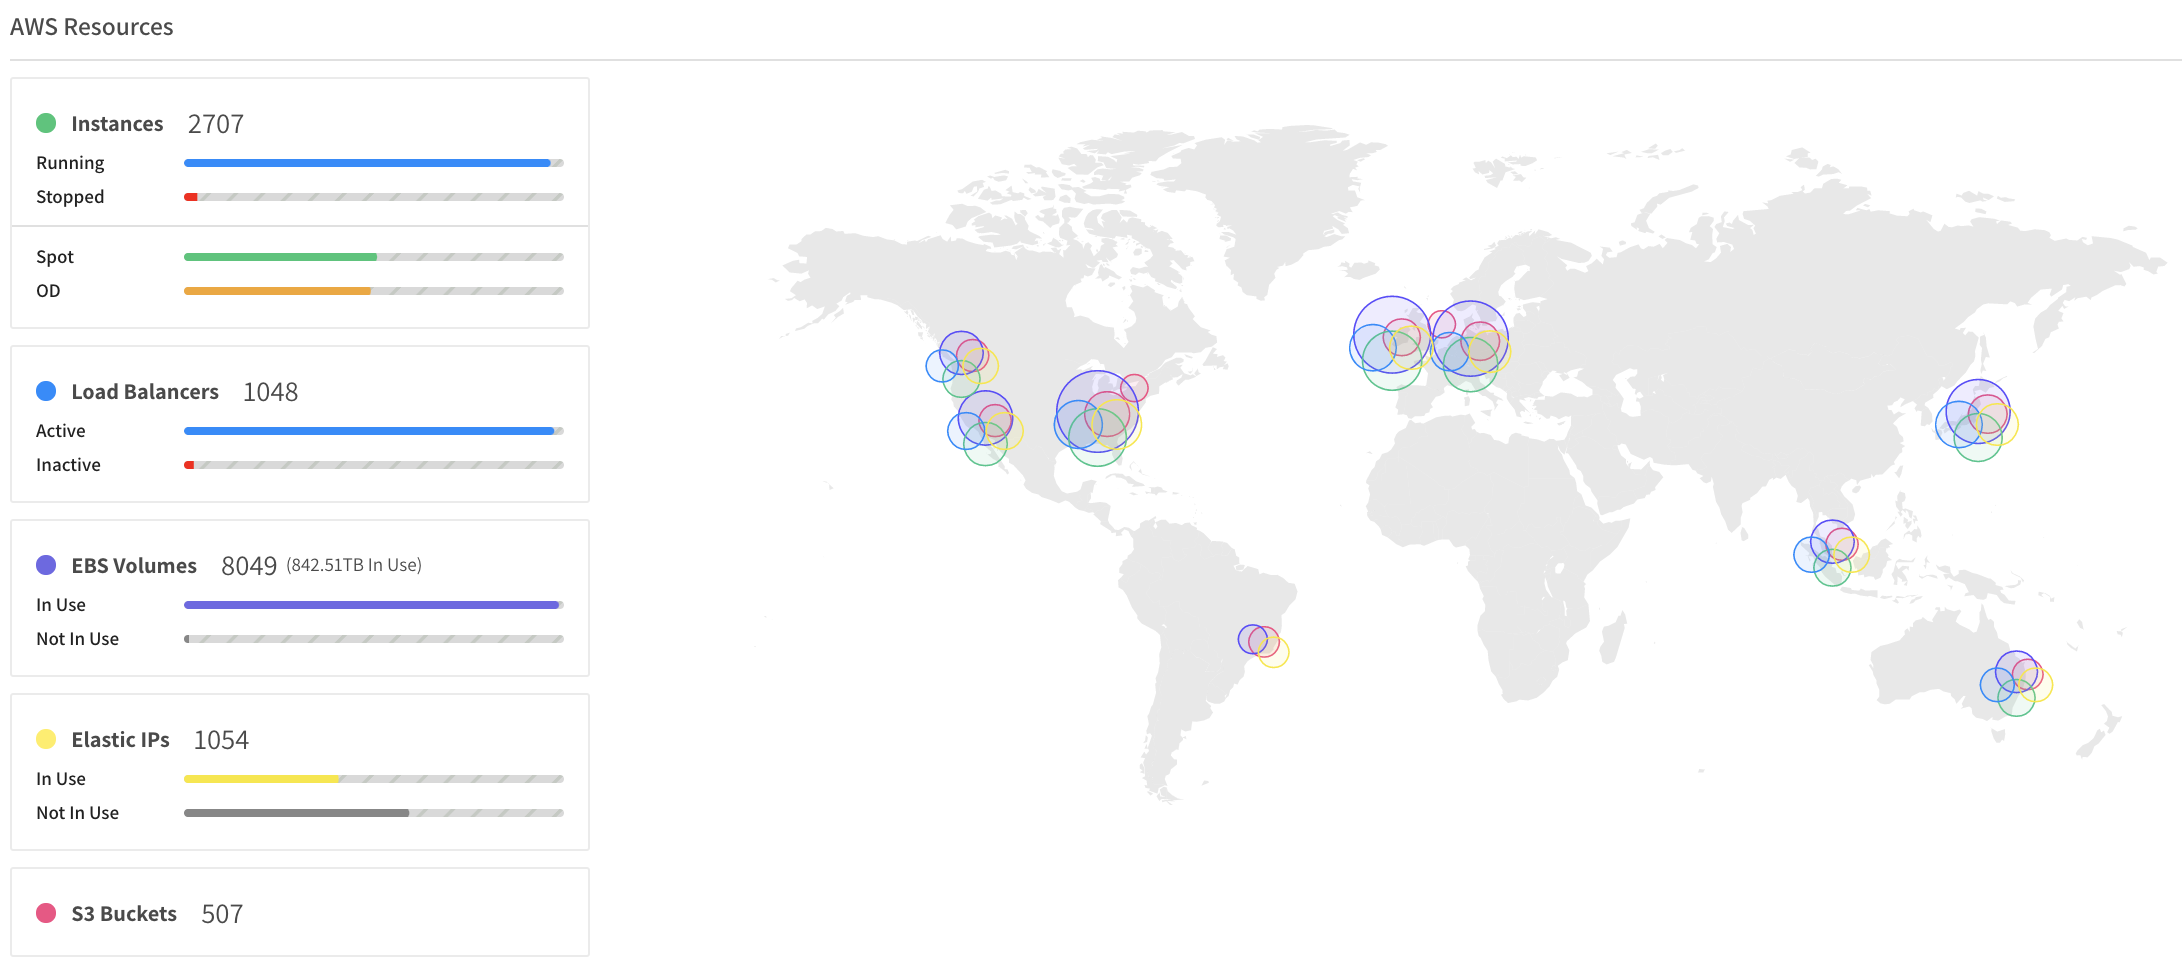 AWS Resources
Instances 2707
Running
Stopped
Spot
OD
Load Balancers 1048
Active
Inactive
EBS Volumes 8049 (842.51TB In Use)
In Use
Not In Use
Elastic IPs 1054
In Use
Not In Use
S3 Buckets 507